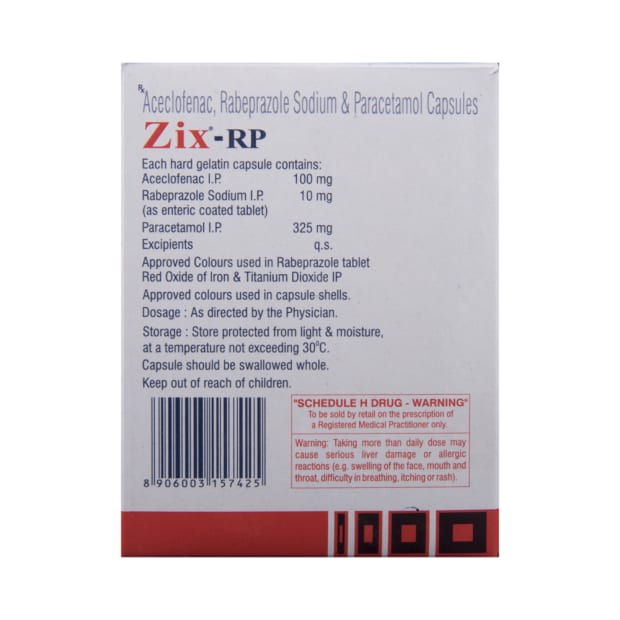 Rx Aceclofenac, Rabeprazole Sodium & Paracetamol Capsules
Zix®-RP
Each hard gelatin capsule contains:
Aceclofenac I.P. 100 mg
Rabeprazole Sodium I.P. 10 mg
(as enteric coated tablet)
Paracetamol I.P. 325 mg
Excipients q.s.
Approved Colours used in Rabeprazole tablet
Red Oxide of Iron & Titanium Dioxide IP
Approved colours used in capsule shells.
Dosage : As directed by the Physician.
Storage : Store protected from light & moisture,
at a temperature not exceeding 30°C.
Capsule should be swallowed whole.
Keep out of reach of children.
"SCHEDULE H DRUG - WARNING"
To be sold by retail on the prescription of
a Registered Medical Practitioner only.
Warning: Taking more than daily dose may
cause serious liver damage or allergic
reactions (e.g. swelling of the face, mouth and
throat, difficulty in breathing, itching or rash).
8 906003 157425